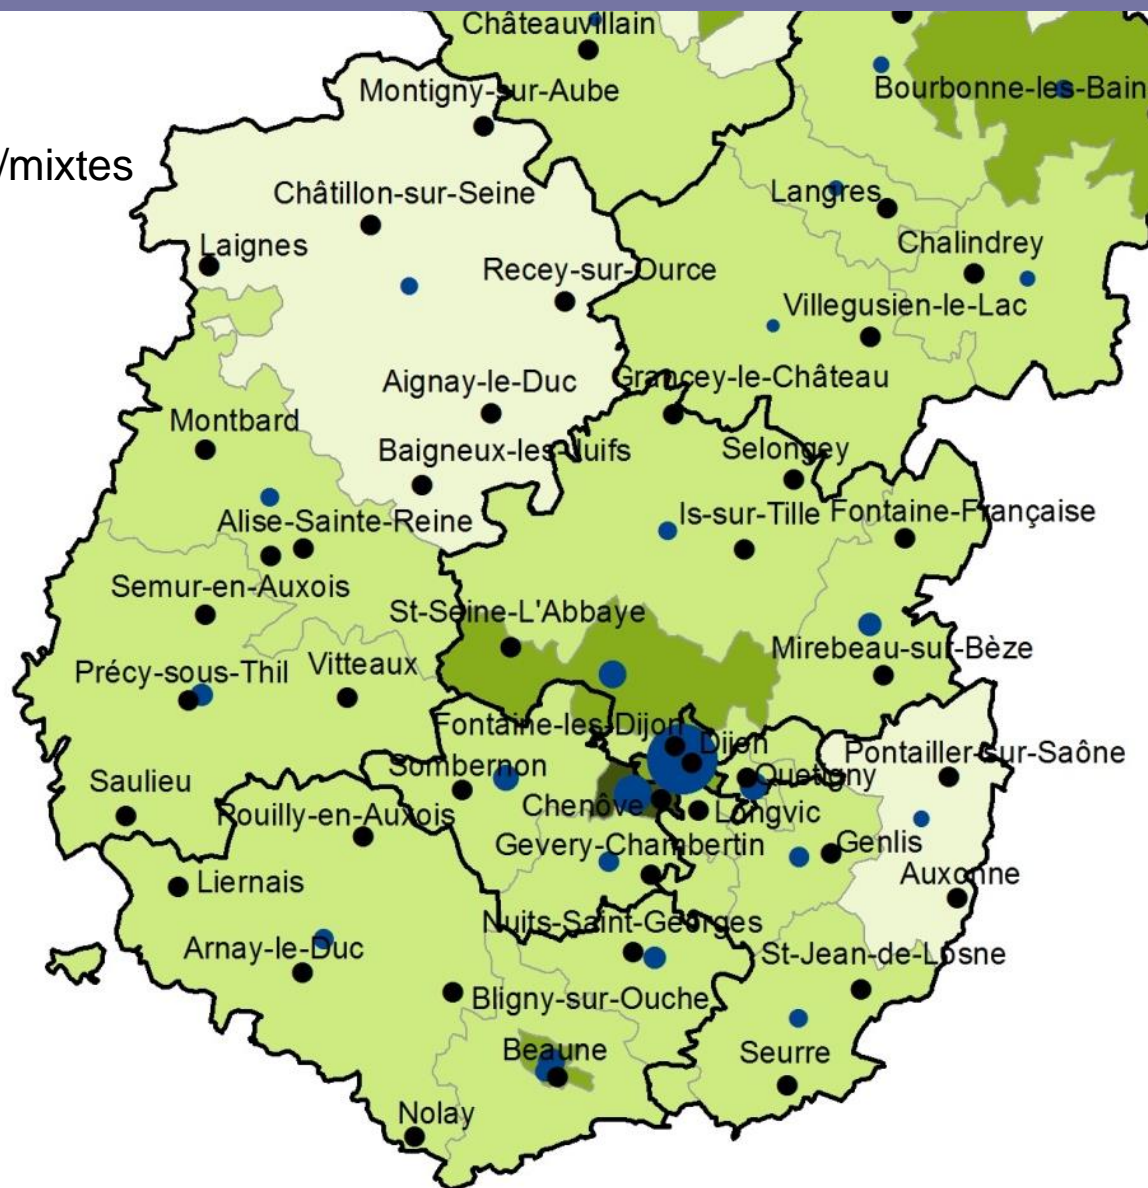 Châteauvillain
Bourbonne-les-Bain
Montigny-sur-Aube
/mixtes
Châtillon-sur-Seine
Langres
Laignes
Chalindrey
Recey-sur-Ource
Villegusien-le-Lac
Aignay-le-Duc
Grancey-le-Château
Montbard
Baigneux-les-Juifs
Selongey
Alise-Sainte-Reine
Is-sur-Tille
Fontaine-Française
Semur-en-Auxois
St-Seine-L'Abbaye
Mirebeau-sur-Bèze
Précy-sous-Thil
Vitteaux
Fontaine-les-Dijon
Dijon
Pontailler-sur-Saône
Sombernon
Quetigny
Saulieu
Chenôve
Longvic
Pouilly-en-Auxois
Gevery-Chambertin
Genlis
Auxonne
Liernais
Nuits-Saint-Georges
Arnay-le-Duc
St-Jean-de-Losne
Bligny-sur-Ouche
Beaune
Seurre
Nolay